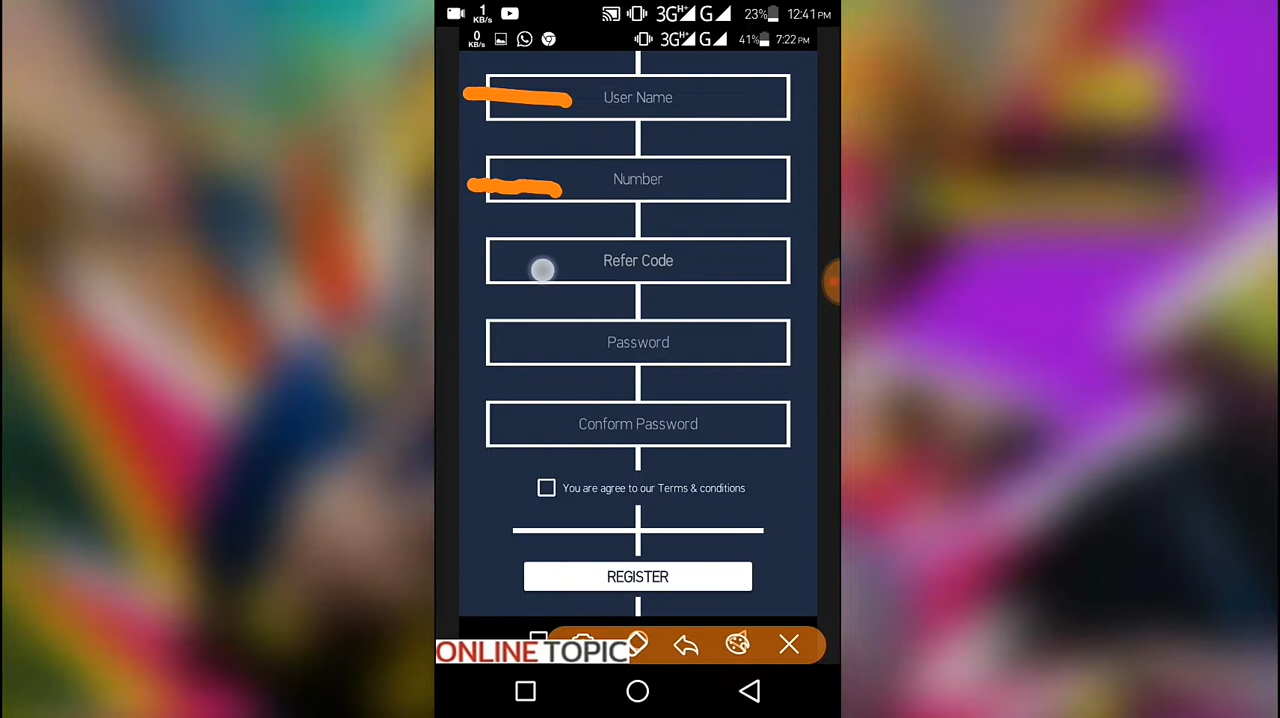 1
KB/s
3G H+ G 23% 12:41 PM
0
KB/s
3G H+ G 41% 7:22 PM
User Name
Number
Refer Code
Password
Conform Password
You are agree to our Terms & conditions
REGISTER
ONLINE TOPIC